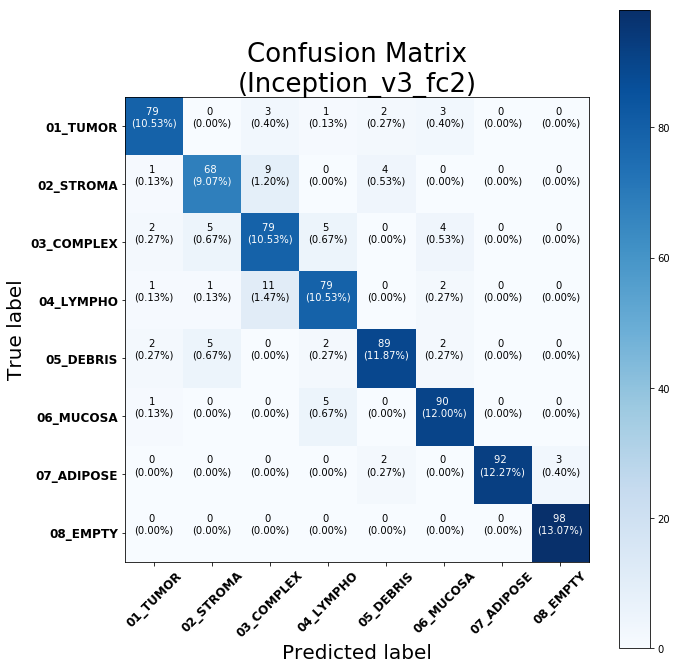 Confusion Matrix
(Inception_v3_fc2)
01_TUMOR
79 0 3 1 2 3 0 0
(10.53%) (0.00%) (0.40%) (0.13%) (0.27%) (0.40%) (0.00%) (0.00%)
02_STROMA
1 68 9 0 4 0 0 0
(0.13%) (9.07%) (1.20%) (0.00%) (0.53%) (0.00%) (0.00%) (0.00%)
03_COMPLEX
2 5 79 5 0 4 0 0
(0.27%) (0.67%) (10.53%) (0.67%) (0.00%) (0.53%) (0.00%) (0.00%)
04_LYMPHO
1 1 11 79 0 2 0 0
(0.13%) (0.13%) (1.47%) (10.53%) (0.00%) (0.27%) (0.00%) (0.00%)
05_DEBRIS
2 5 0 2 89 2 0 0
(0.27%) (0.67%) (0.00%) (0.27%) (11.87%) (0.27%) (0.00%) (0.00%)
06_MUCOSA
1 0 0 5 0 90 0 0
(0.13%) (0.00%) (0.00%) (0.67%) (0.00%) (12.00%) (0.00%) (0.00%)
07_ADIPOSE
0 0 0 0 2 0 92 3
(0.00%) (0.00%) (0.00%) (0.00%) (0.27%) (0.00%) (12.27%) (0.40%)
08_EMPTY
0 0 0 0 0 0 0 98
(0.00%) (0.00%) (0.00%) (0.00%) (0.00%) (0.00%) (0.00%) (13.07%)
True label
01_TUMOR
02_STROMA
03_COMPLEX
04_LYMPHO
05_DEBRIS
06_MUCOSA
07_ADIPOSE
08_EMPTY
Predicted label
80
60
40
20
0